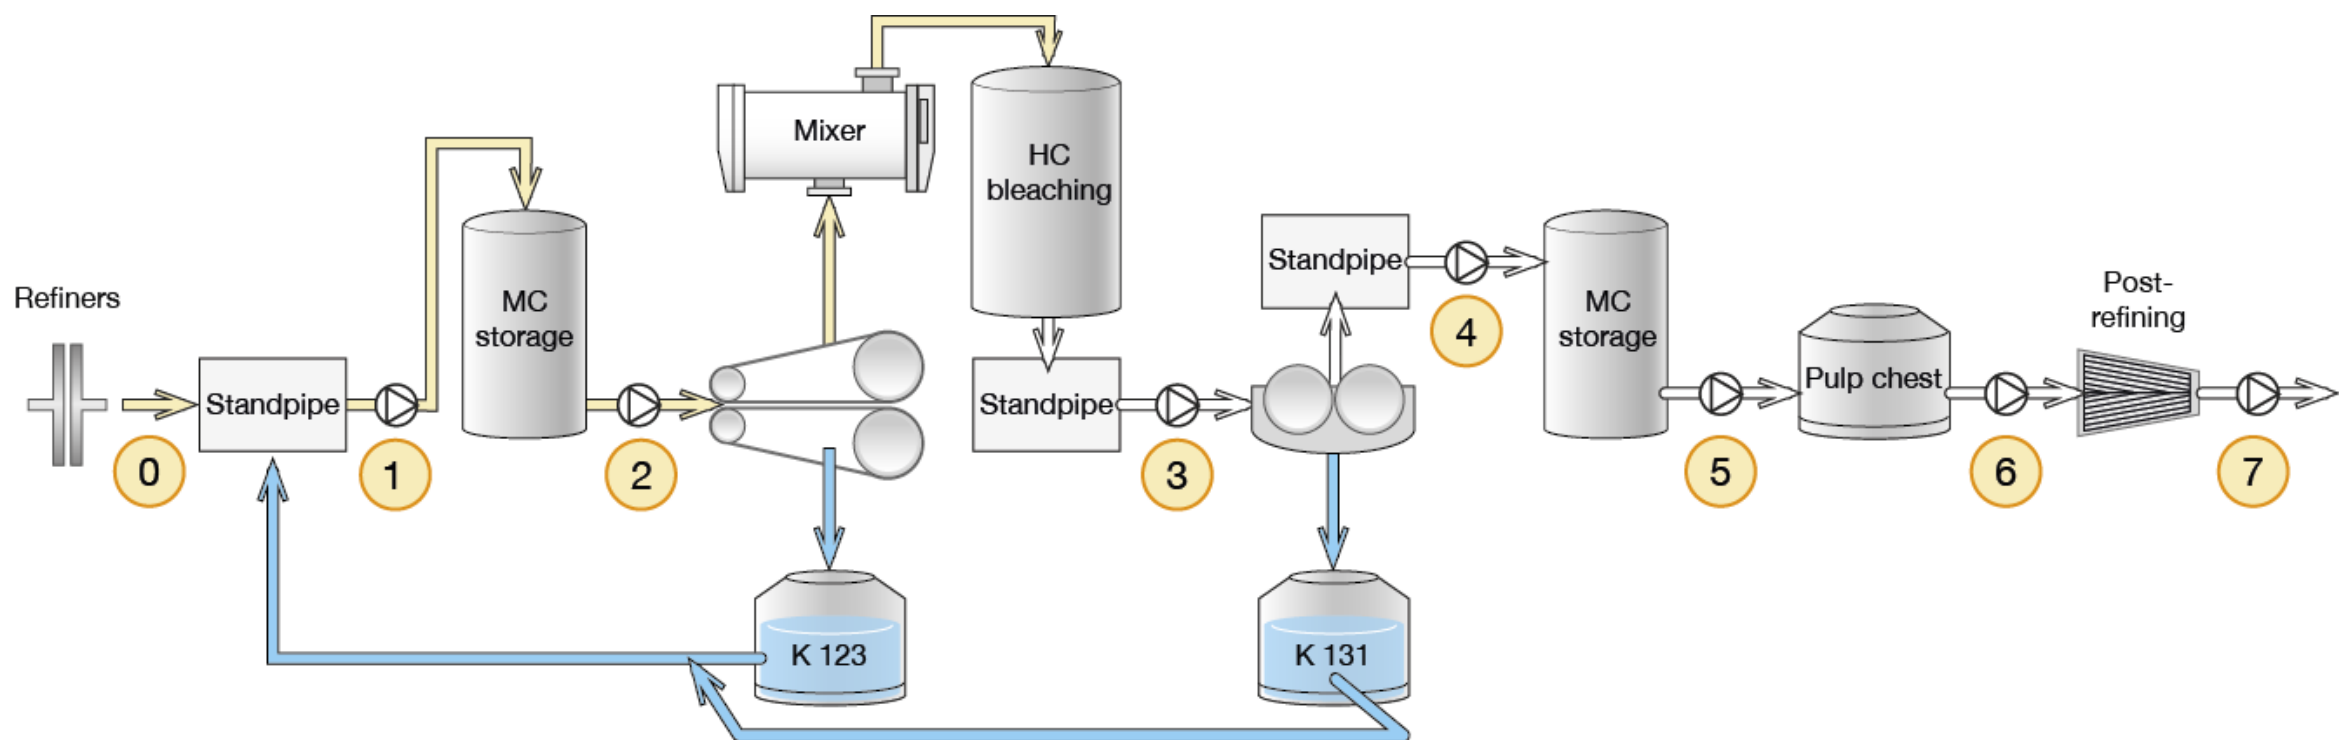 Refiners
0
Standpipe
1
MC
storage
2
Mixer
K 123
HC
bleaching
Standpipe
3
K 131
Standpipe
4
MC
storage
5
Pulp chest
6
Post-
refining
7